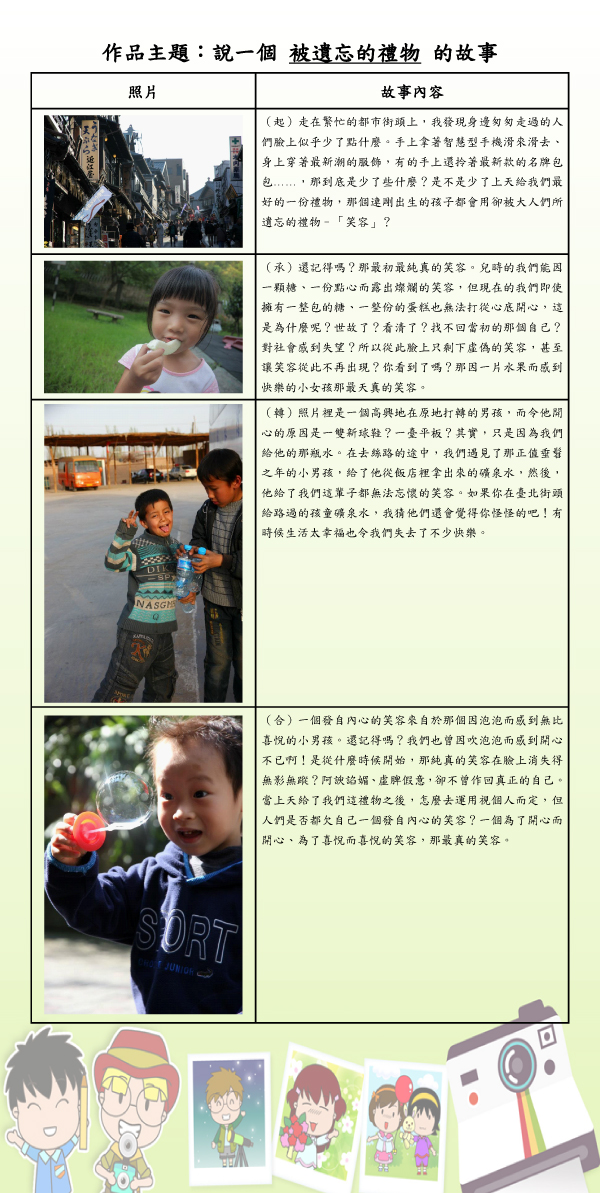 作品主題：說一個 被遺忘的禮物 的故事
照片
故事內容
（起）走在繁忙的都市街頭上，我發現身邊匆匆走過的人
們臉上似乎少了點什麼。手上拿著智慧型手機滑來滑去、
身上穿著最新潮的服飾，有的手上還拎著最新款的名牌包
包……，那到底是少了些什麼？是不是少了上天給我們最
好的一份禮物，那個連剛出生的孩子都會用卻被大人們所
遺忘的禮物–「笑容」？
近江屋
（承）還記得嗎？那最初最純真的笑容。兒時的我們能因
一顆糖、一份點心而露出燦爛的笑容，但現在的我們即使
擁有一整包的糖、一整份的蛋糕也無法打從心底開心，這
是為什麼呢？世故了？看清了？找不回當初的那個自己？
對社會感到失望？所以從此臉上只剩下虛偽的笑容，甚至
讓笑容從此不再出現？你看到了嗎？那因一片水果而感到
快樂的小女孩那最天真的笑容。
（轉）照片裡是一個高興地在原地打轉的男孩，而令他開
心的原因是一雙新球鞋？一臺平板？其實，只是因為我們
給他的那瓶水。在去絲路的途中，我們遇見了那正值垂髫
之年的小男孩，給了他從飯店裡拿出來的礦泉水，然後，
他給了我們這輩子都無法忘懷的笑容。如果你在臺北街頭
給路過的孩童礦泉水，我猜他們還會覺得你怪怪的吧！有
時候生活太幸福也令我們失去了不少快樂。
NASGM
（合）一個發自內心的笑容來自於那個因泡泡而感到無比
喜悅的小男孩。還記得嗎？我們也曾因吹泡泡而感到開心
不已啊！是從什麼時候開始，那純真的笑容在臉上消失得
無影無蹤？阿諛諂媚、虛脾假意，卻不曾作回真正的自己。
當上天給了我們這禮物之後，怎麼去運用視個人而定，但
人們是否都欠自己一個發自內心的笑容？一個為了開心而
開心、為了喜悅而喜悅的笑容，那最真的笑容。
SPORT
JUNIOR